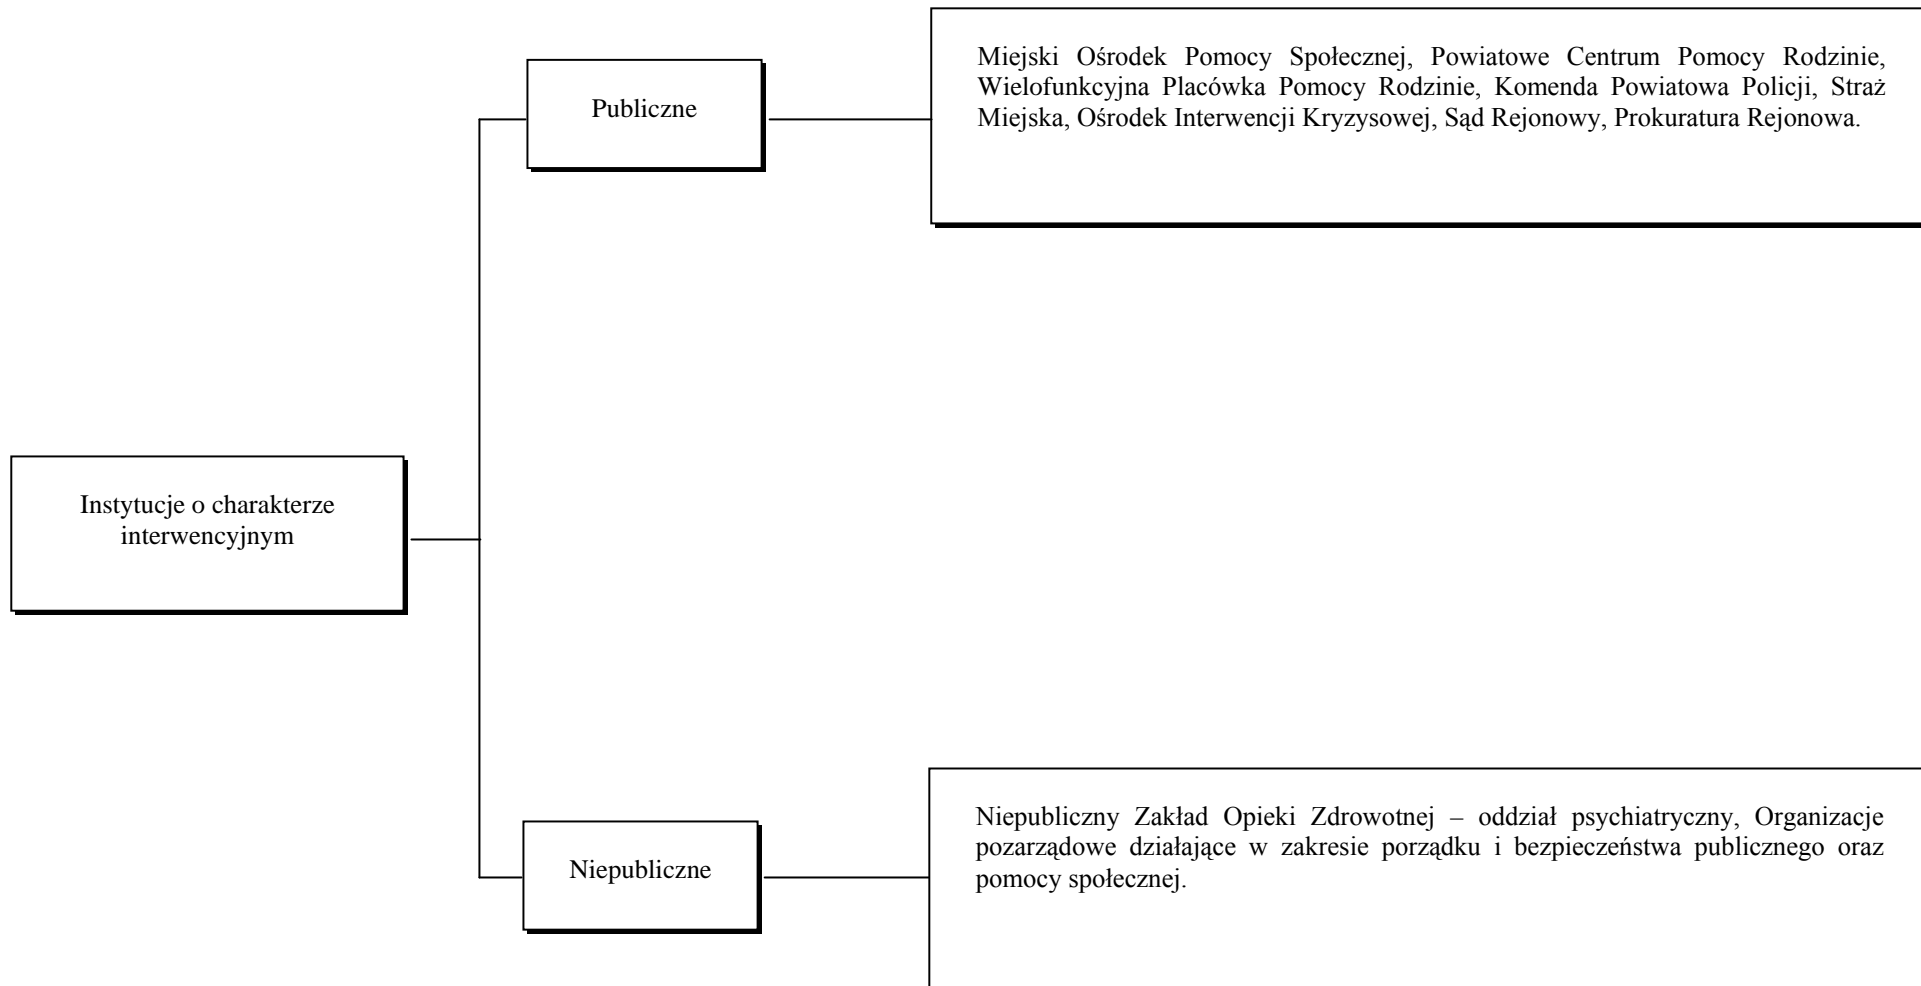 Miejski Ośrodek Pomocy Społecznej, Powiatowe Centrum Pomocy Rodzinie,
Wielofunkcyjna Placówka Pomocy Rodzinie, Komenda Powiatowa Policji, Straż
Miejska, Ośrodek Interwencji Kryzysowej, Sąd Rejonowy, Prokuratura Rejonowa.
Publiczne
Instytucje o charakterze
interwencyjnym
Niepubliczny Zakład Opieki Zdrowotnej – oddział psychiatryczny, Organizacje
pozarządowe działające w zakresie porządku i bezpieczeństwa publicznego oraz
pomocy społecznej.
Niepubliczne